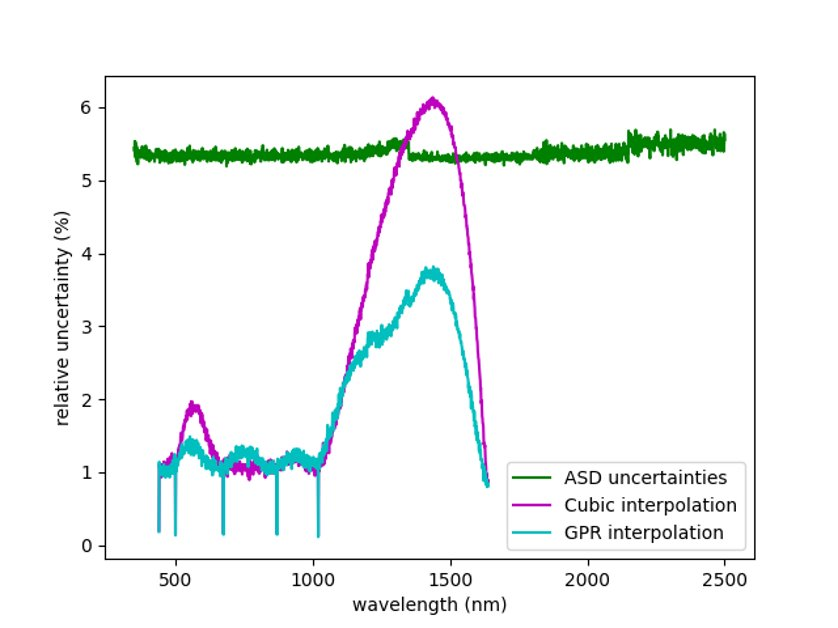 relative uncertainty (%)
6
5
4
3
2
1
0
ASD uncertainties
Cubic interpolation
GPR interpolation
500
1000
1500
2000
2500
wavelength (nm)